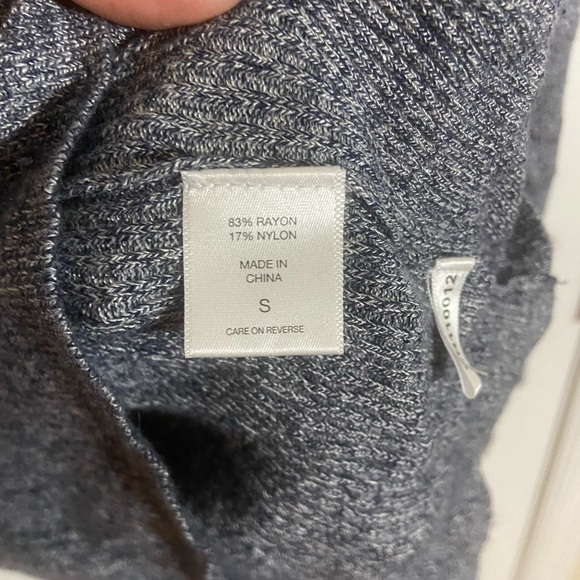 83% RAYON
17% NYLON
MADE IN
CHINA
S
CARE ON REVERSE